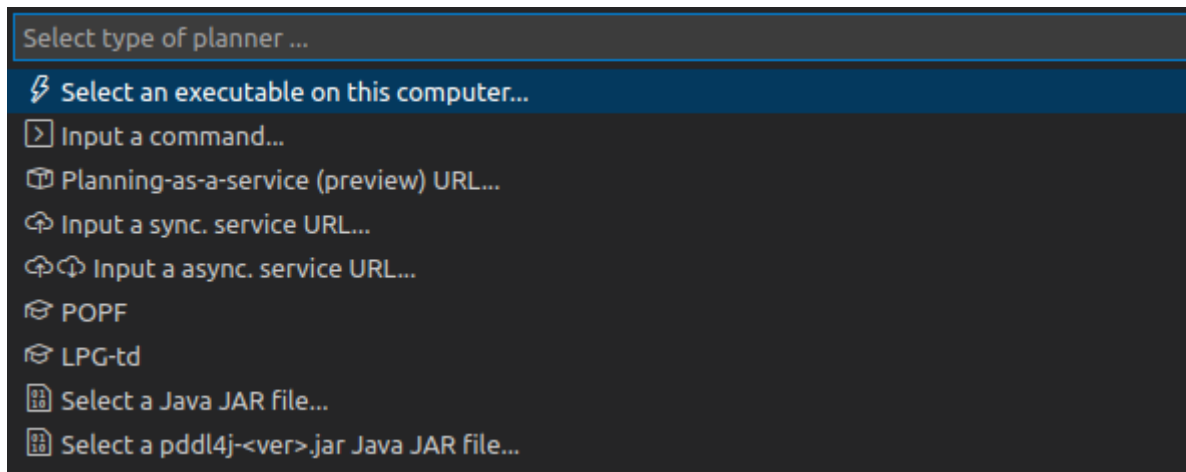 Select type of planner ...
Select an executable on this computer...
Input a command...
Planning-as-a-service (preview) URL...
Input a sync. service URL...
Input a async. service URL...
POPF
LPG-td
Select a Java JAR file...
Select a pddl4j-<ver>.jar Java JAR file...